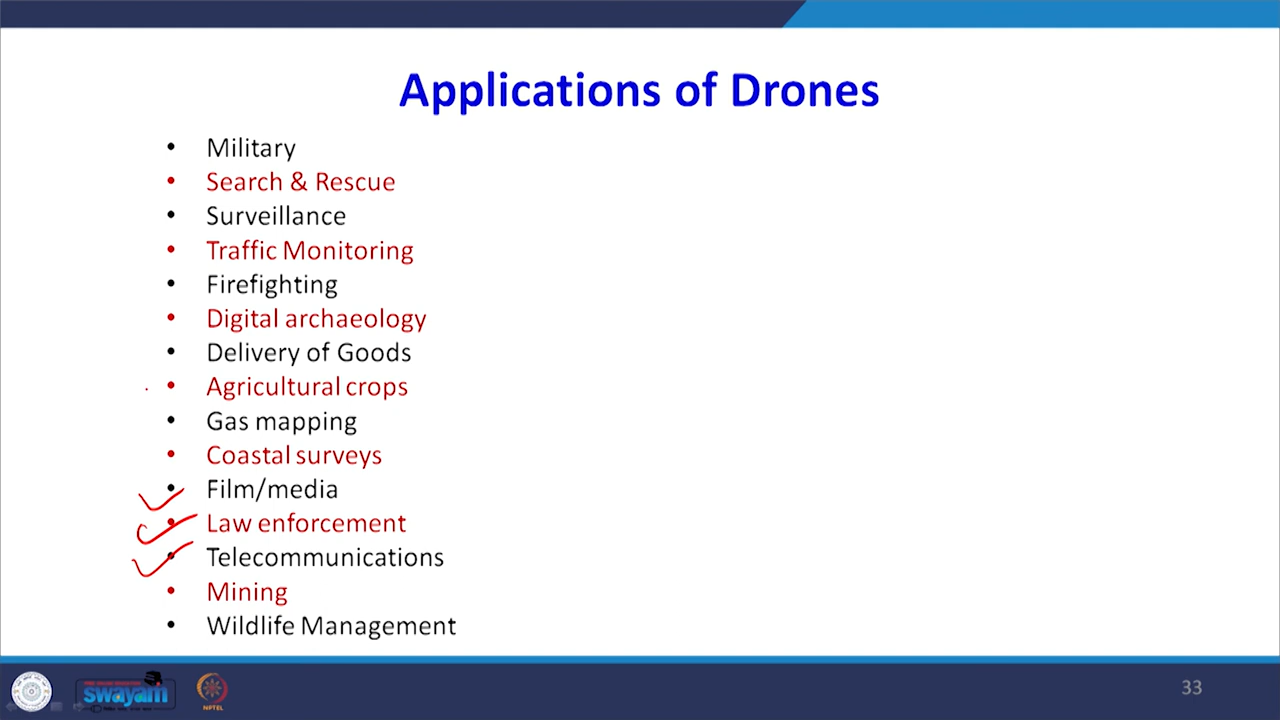 Applications of Drones
• Military
• Search & Rescue
• Surveillance
• Traffic Monitoring
• Firefighting
• Digital archaeology
• Delivery of Goods
• Agricultural crops
• Gas mapping
• Coastal surveys
• Film/media
• Law enforcement
• Telecommunications
• Mining
• Wildlife Management
swayam
NPTEL
33